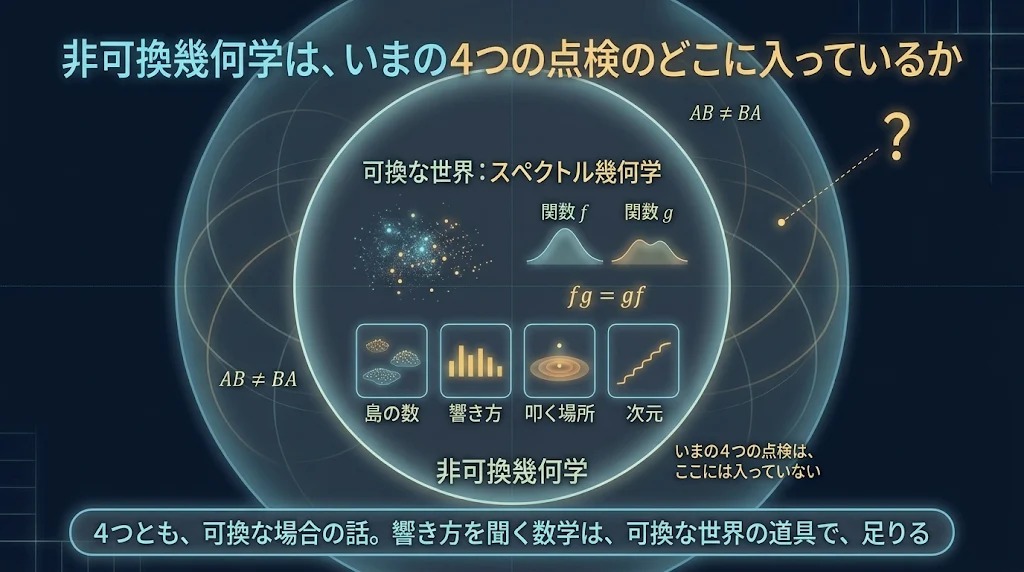 非可換幾何学は、いまの4つの点検のどこに入っているか
AB ≠ BA
?
可換な世界：スペクトル幾何学
関数 f
関数 g
fg = gf
AB ≠ BA
島の数
響き方
叩く場所
次元
非可換幾何学
いまの4つの点検は、
ここには入っていない
4つとも、可換な場合の話。響き方を聞く数学は、可換な世界の道具で、足りる